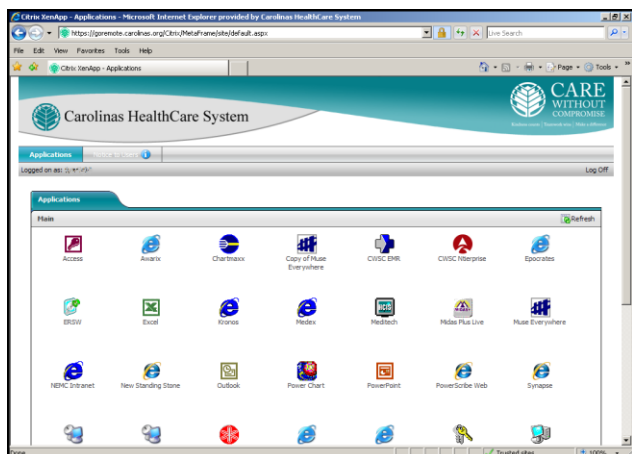 Citrix XenApp - Applications - Microsoft Internet Explorer provided by Carolinas HealthCare System
https://goremote.carolinas.org/Citrix/MetaFrame/site/default.aspx
Live Search
File Edit View Favorites Tools Help
Citrix XenApp - Applications
Page Tools
Carolinas HealthCare System
CARE
WITHOUT
COMPROMISE
Applications
Logged on as:
Log Off
Applications
Main
Refresh
Access Awarix Chartmaxx Copy of Muse Everywhere CWSC EMR CWSC Nterprise Epocrates
ERSW Excel Kronos Medex Meditech Midas Plus Live Muse Everywhere
NEMC Intranet New Standing Stone Outlook Power Chart PowerPoint PowerScribe Web Synapse
Done
Trusted sites
100%